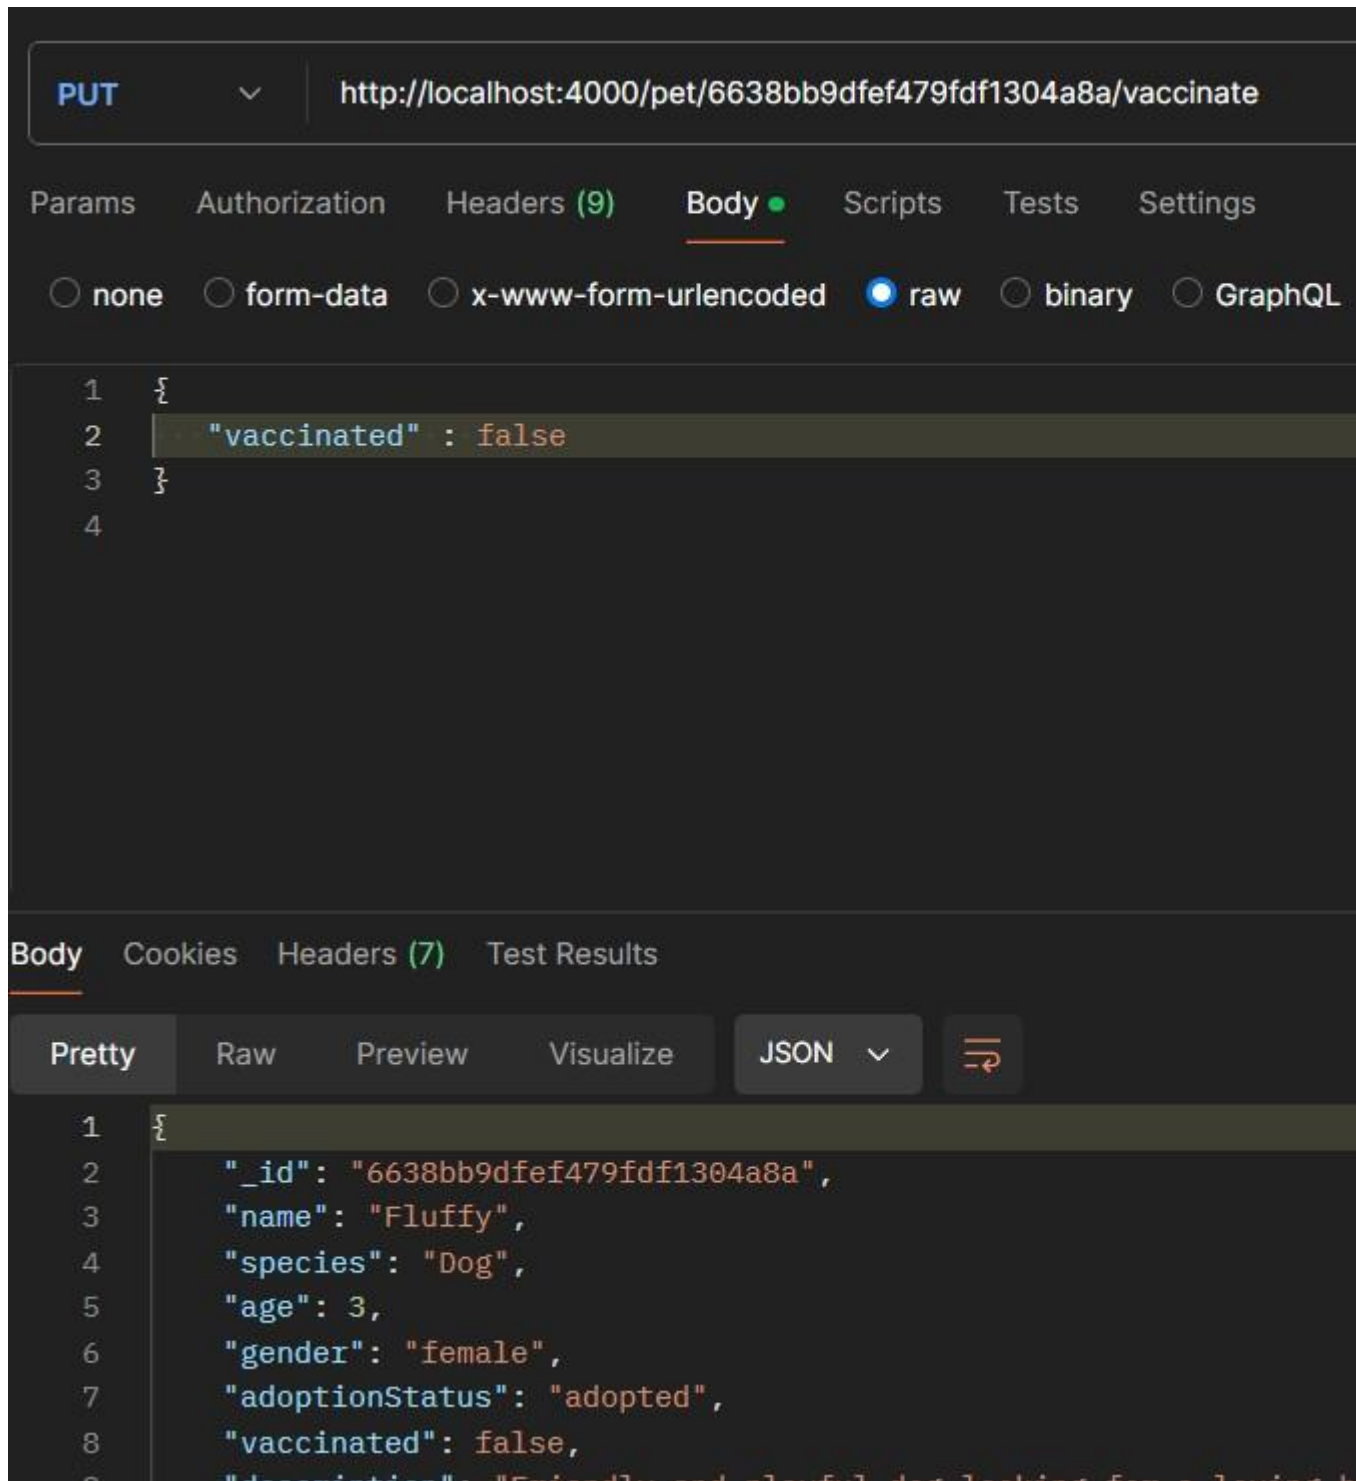 PUT http://localhost:4000/pet/6638bb9dfef479fdf1304a8a/vaccinate
Params Authorization Headers (9) Body Scripts Tests Settings
none form-data x-www-form-urlencoded raw binary GraphQL
1 {
2 "vaccinated" : false
3 }
4
Body Cookies Headers (7) Test Results
Pretty Raw Preview Visualize JSON
1 {
2 "_id": "6638bb9dfef479fdf1304a8a",
3 "name": "Fluffy",
4 "species": "Dog",
5 "age": 3,
6 "gender": "female",
7 "adoptionStatus": "adopted",
8 "vaccinated": false,